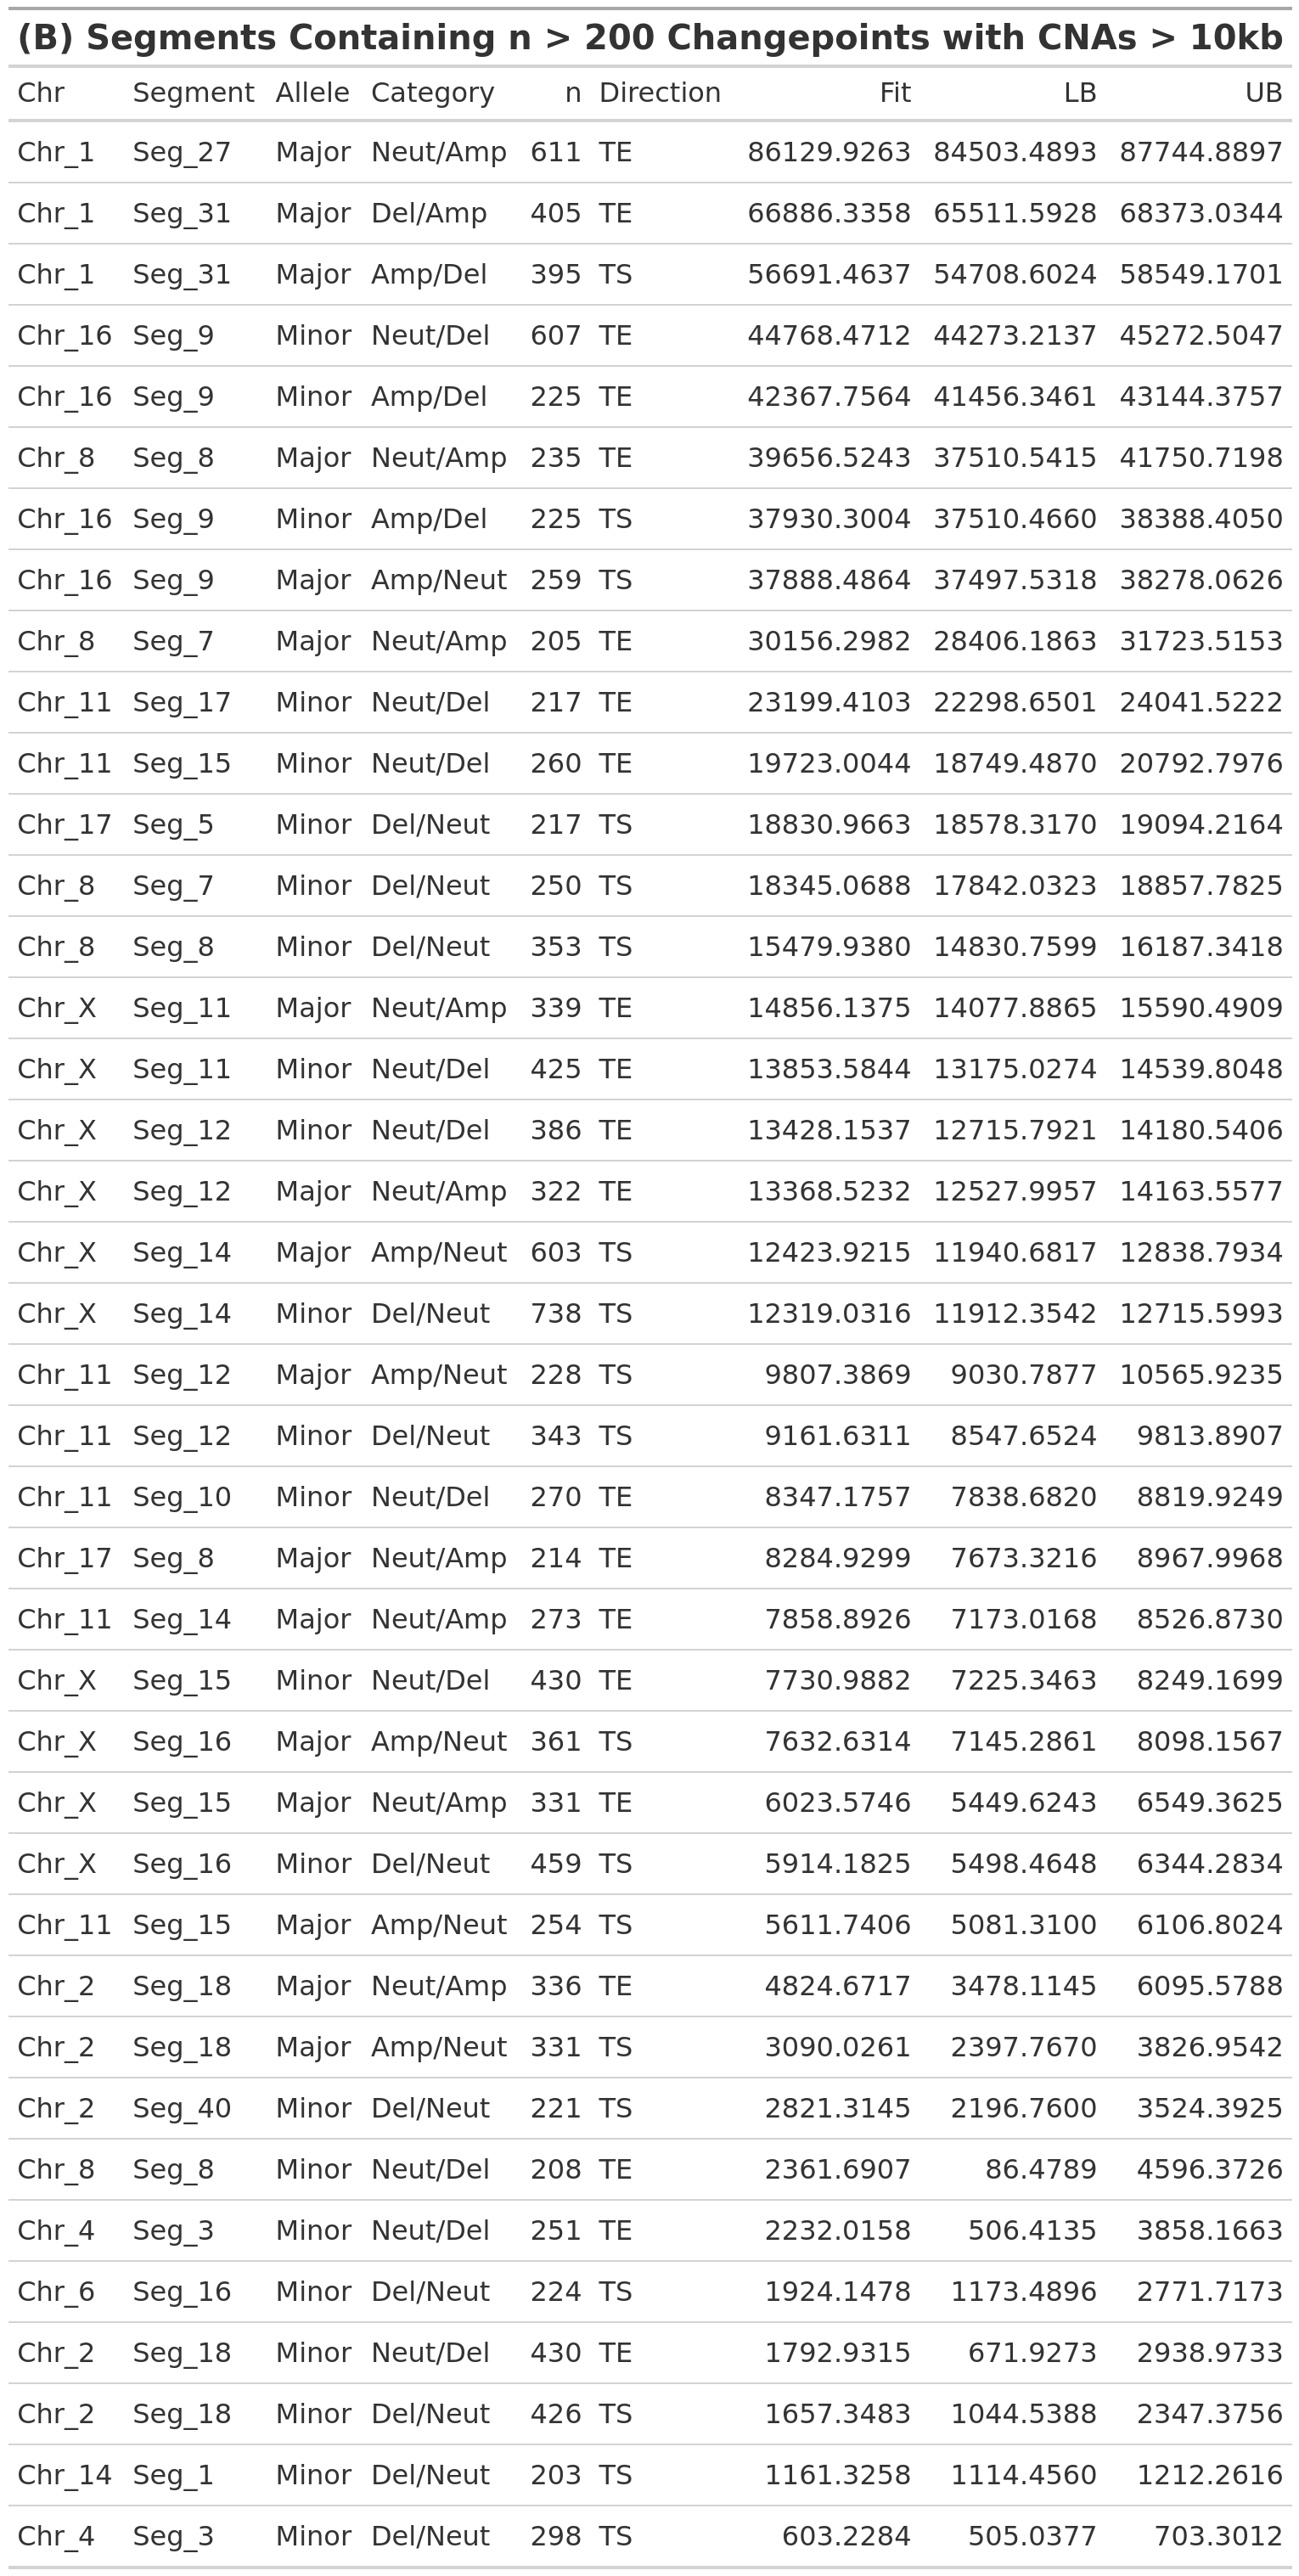 (B) Segments Containing n > 200 Changepoints with CNAs > 10kb
Chr Segment Allele Category n Direction Fit LB UB
Chr_1 Seg_27 Major Neut/Amp 611 TE 86129.9263 84503.4893 87744.8897
Chr_1 Seg_31 Major Del/Amp 405 TE 66886.3358 65511.5928 68373.0344
Chr_1 Seg_31 Major Amp/Del 395 TS 56691.4637 54708.6024 58549.1701
Chr_16 Seg_9 Minor Neut/Del 607 TE 44768.4712 44273.2137 45272.5047
Chr_16 Seg_9 Minor Amp/Del 225 TE 42367.7564 41456.3461 43144.3757
Chr_8 Seg_8 Major Neut/Amp 235 TE 39656.5243 37510.5415 41750.7198
Chr_16 Seg_9 Minor Amp/Del 225 TS 37930.3004 37510.4660 38388.4050
Chr_16 Seg_9 Major Amp/Neut 259 TS 37888.4864 37497.5318 38278.0626
Chr_8 Seg_7 Major Neut/Amp 205 TE 30156.2982 28406.1863 31723.5153
Chr_11 Seg_17 Minor Neut/Del 217 TE 23199.4103 22298.6501 24041.5222
Chr_11 Seg_15 Minor Neut/Del 260 TE 19723.0044 18749.4870 20792.7976
Chr_17 Seg_5 Minor Del/Neut 217 TS 18830.9663 18578.3170 19094.2164
Chr_8 Seg_7 Minor Del/Neut 250 TS 18345.0688 17842.0323 18857.7825
Chr_8 Seg_8 Minor Del/Neut 353 TS 15479.9380 14830.7599 16187.3418
Chr_X Seg_11 Major Neut/Amp 339 TE 14856.1375 14077.8865 15590.4909
Chr_X Seg_11 Minor Neut/Del 425 TE 13853.5844 13175.0274 14539.8048
Chr_X Seg_12 Minor Neut/Del 386 TE 13428.1537 12715.7921 14180.5406
Chr_X Seg_12 Major Neut/Amp 322 TE 13368.5232 12527.9957 14163.5577
Chr_X Seg_14 Major Amp/Neut 603 TS 12423.9215 11940.6817 12838.7934
Chr_X Seg_14 Minor Del/Neut 738 TS 12319.0316 11912.3542 12715.5993
Chr_11 Seg_12 Major Amp/Neut 228 TS 9807.3869 9030.7877 10565.9235
Chr_11 Seg_12 Minor Del/Neut 343 TS 9161.6311 8547.6524 9813.8907
Chr_11 Seg_10 Minor Neut/Del 270 TE 8347.1757 7838.6820 8819.9249
Chr_17 Seg_8 Major Neut/Amp 214 TE 8284.9299 7673.3216 8967.9968
Chr_11 Seg_14 Major Neut/Amp 273 TE 7858.8926 7173.0168 8526.8730
Chr_X Seg_15 Minor Neut/Del 430 TE 7730.9882 7225.3463 8249.1699
Chr_X Seg_16 Major Amp/Neut 361 TS 7632.6314 7145.2861 8098.1567
Chr_X Seg_15 Major Neut/Amp 331 TE 6023.5746 5449.6243 6549.3625
Chr_X Seg_16 Minor Del/Neut 459 TS 5914.1825 5498.4648 6344.2834
Chr_11 Seg_15 Major Amp/Neut 254 TS 5611.7406 5081.3100 6106.8024
Chr_2 Seg_18 Major Neut/Amp 336 TE 4824.6717 3478.1145 6095.5788
Chr_2 Seg_18 Major Amp/Neut 331 TS 3090.0261 2397.7670 3826.9542
Chr_2 Seg_40 Minor Del/Neut 221 TS 2821.3145 2196.7600 3524.3925
Chr_8 Seg_8 Minor Neut/Del 208 TE 2361.6907 86.4789 4596.3726
Chr_4 Seg_3 Minor Neut/Del 251 TE 2232.0158 506.4135 3858.1663
Chr_6 Seg_16 Minor Del/Neut 224 TS 1924.1478 1173.4896 2771.7173
Chr_2 Seg_18 Minor Neut/Del 430 TE 1792.9315 671.9273 2938.9733
Chr_2 Seg_18 Minor Del/Neut 426 TS 1657.3483 1044.5388 2347.3756
Chr_14 Seg_1 Minor Del/Neut 203 TS 1161.3258 1114.4560 1212.2616
Chr_4 Seg_3 Minor Del/Neut 298 TS 603.2284 505.0377 703.3012